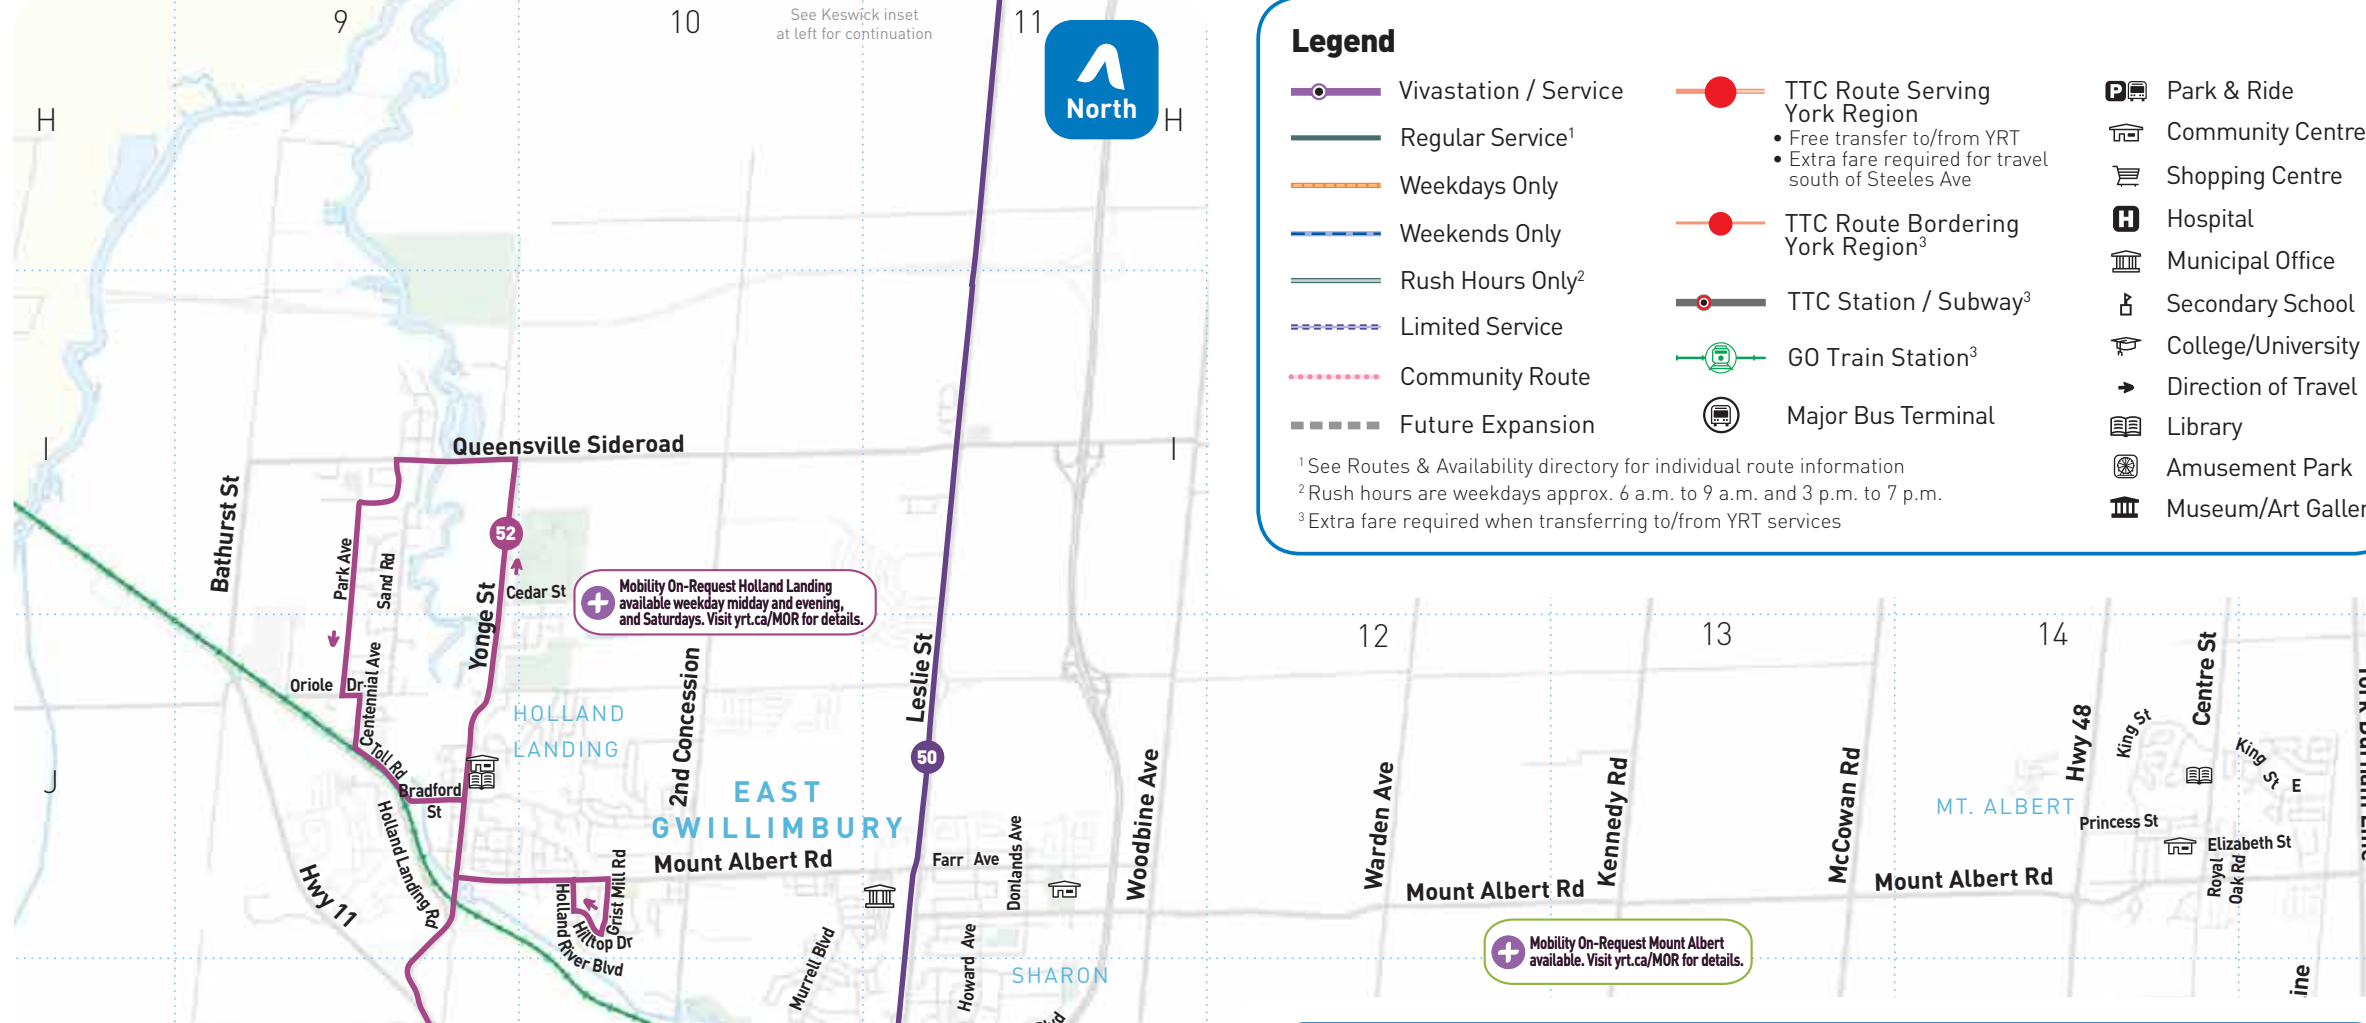 9
10
11
See Keswick inset
at left for continuation
North
H
H
I
I
J
Queensville Sideroad
Bathurst St
Park Ave
Sand Rd
52
Yonge St
Cedar St
Mobility On-Request Holland Landing
available weekday midday and evening,
and Saturdays. Visit yrt.ca/MOR for details.
Oriole Dr
Centennial Ave
Toll Rd
Bradford
St
HOLLAND
LANDING
2nd Concession
Leslie St
50
EAST
GWILLIMBURY
Mount Albert Rd
Holland Landing Rd
Hwy 11
Holland River Blvd
Grist Mill Rd
Hilltop Dr
Farr Ave
Donlands Ave
Woodbine Ave
Murrell Blvd
Howard Ave
SHARON
Legend
Vivastation / Service
Regular Service1
Weekdays Only
Weekends Only
Rush Hours Only2
Limited Service
Community Route
Future Expansion
TTC Route Serving
York Region
• Free transfer to/from YRT
• Extra fare required for travel
south of Steeles Ave
TTC Route Bordering
York Region3
TTC Station / Subway3
GO Train Station3
Major Bus Terminal
P
Park & Ride
Community Centre
Shopping Centre
H
Hospital
Municipal Office
Secondary School
College/University
Direction of Travel
Library
Amusement Park
Museum/Art Galler
1 See Routes & Availability directory for individual route information
2 Rush hours are weekdays approx. 6 a.m. to 9 a.m. and 3 p.m. to 7 p.m.
3 Extra fare required when transferring to/from YRT services
12
13
14
Warden Ave
Kennedy Rd
McCowan Rd
Hwy 48
King St
Centre St
King St E
MT. ALBERT
Princess St
Elizabeth St
Royal
Oak Rd
Mount Albert Rd
Mount Albert Rd
Mobility On-Request Mount Albert
available. Visit yrt.ca/MOR for details.
ine